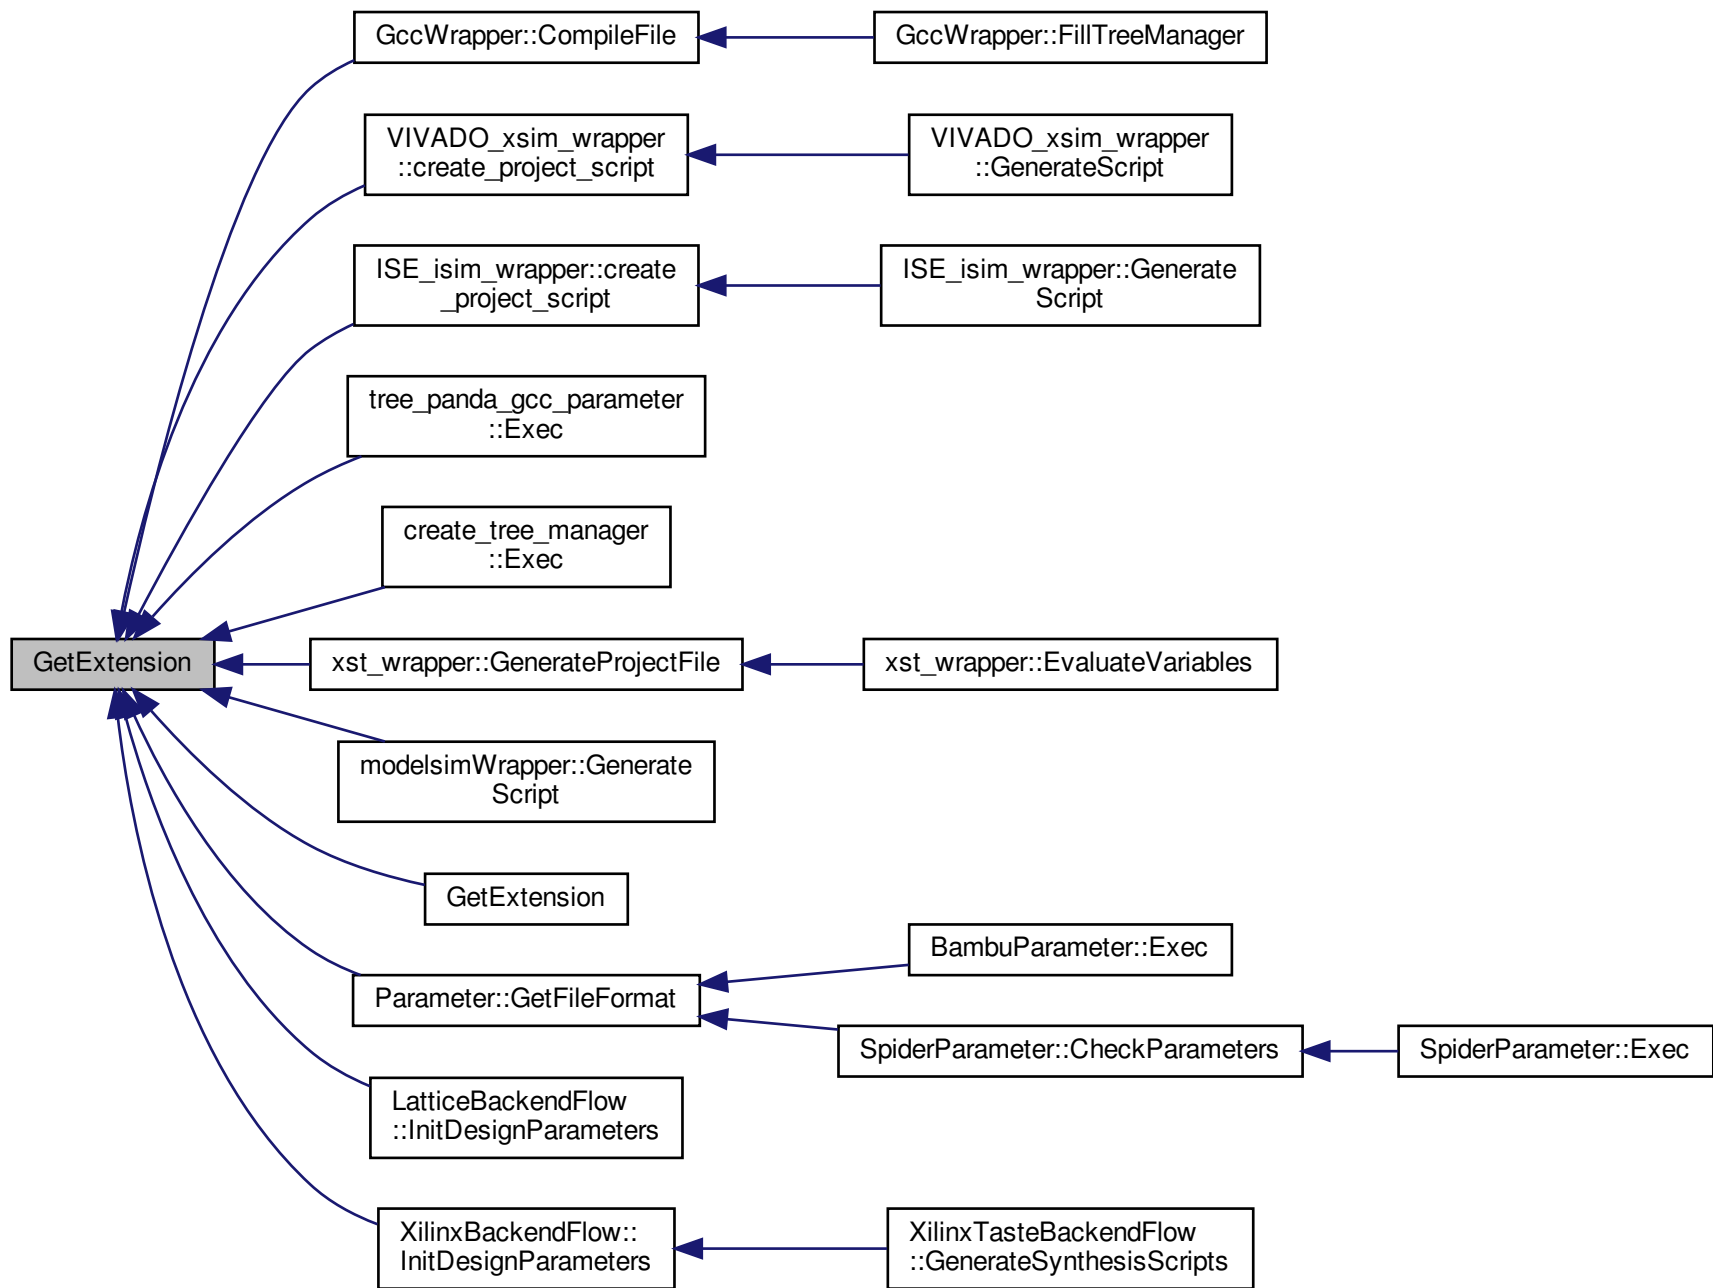 GccWrapper::CompileFile
GccWrapper::FillTreeManager
VIVADO_xsim_wrapper
::create_project_script
VIVADO_xsim_wrapper
::GenerateScript
ISE_isim_wrapper::create
_project_script
ISE_isim_wrapper::Generate
Script
tree_panda_gcc_parameter
::Exec
create_tree_manager
::Exec
GetExtension
xst_wrapper::GenerateProjectFile
xst_wrapper::EvaluateVariables
modelsimWrapper::Generate
Script
GetExtension
BambuParameter::Exec
Parameter::GetFileFormat
SpiderParameter::CheckParameters
SpiderParameter::Exec
LatticeBackendFlow
::InitDesignParameters
XilinxBackendFlow::
InitDesignParameters
XilinxTasteBackendFlow
::GenerateSynthesisScripts